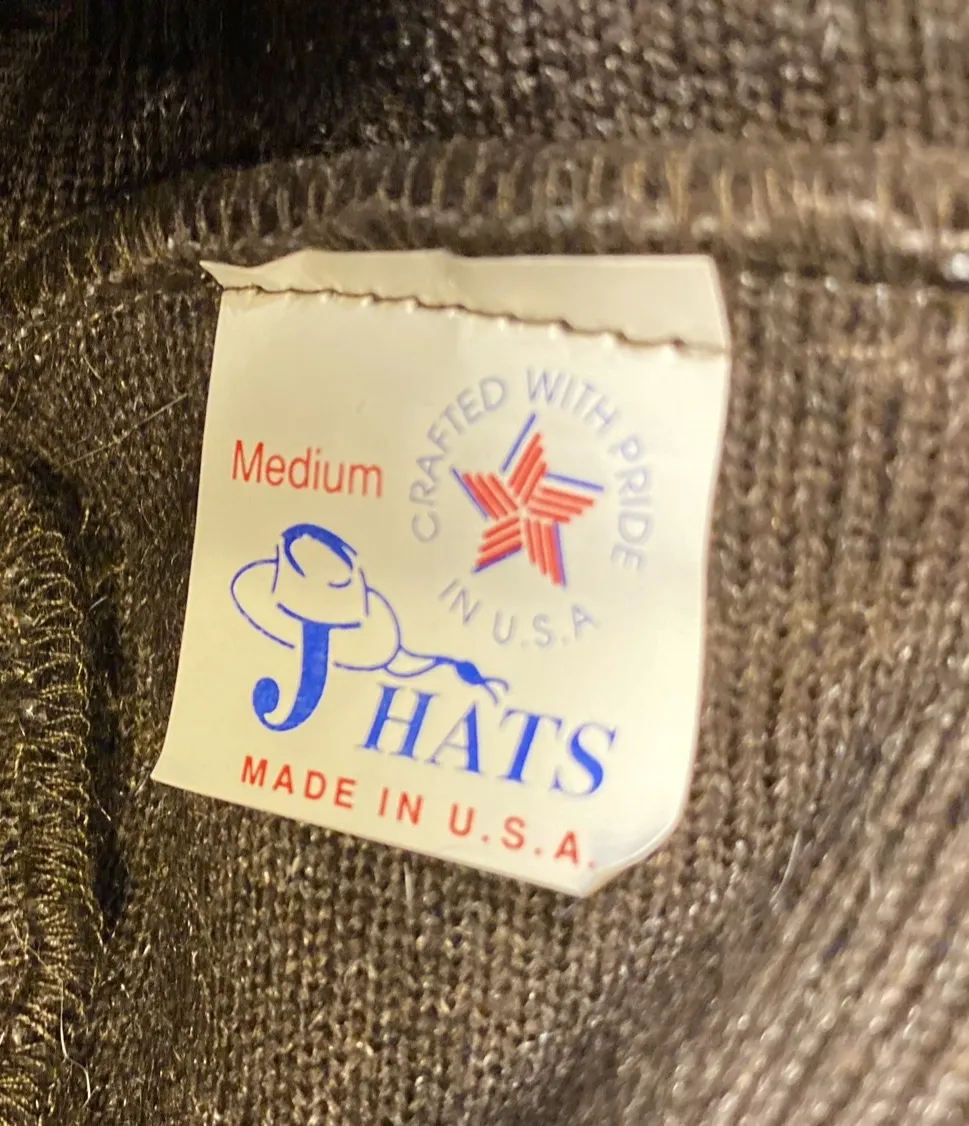 CRAFTED WITH PRIDE
IN U.S.A
Medium
J HATS
MADE IN U.S.A.